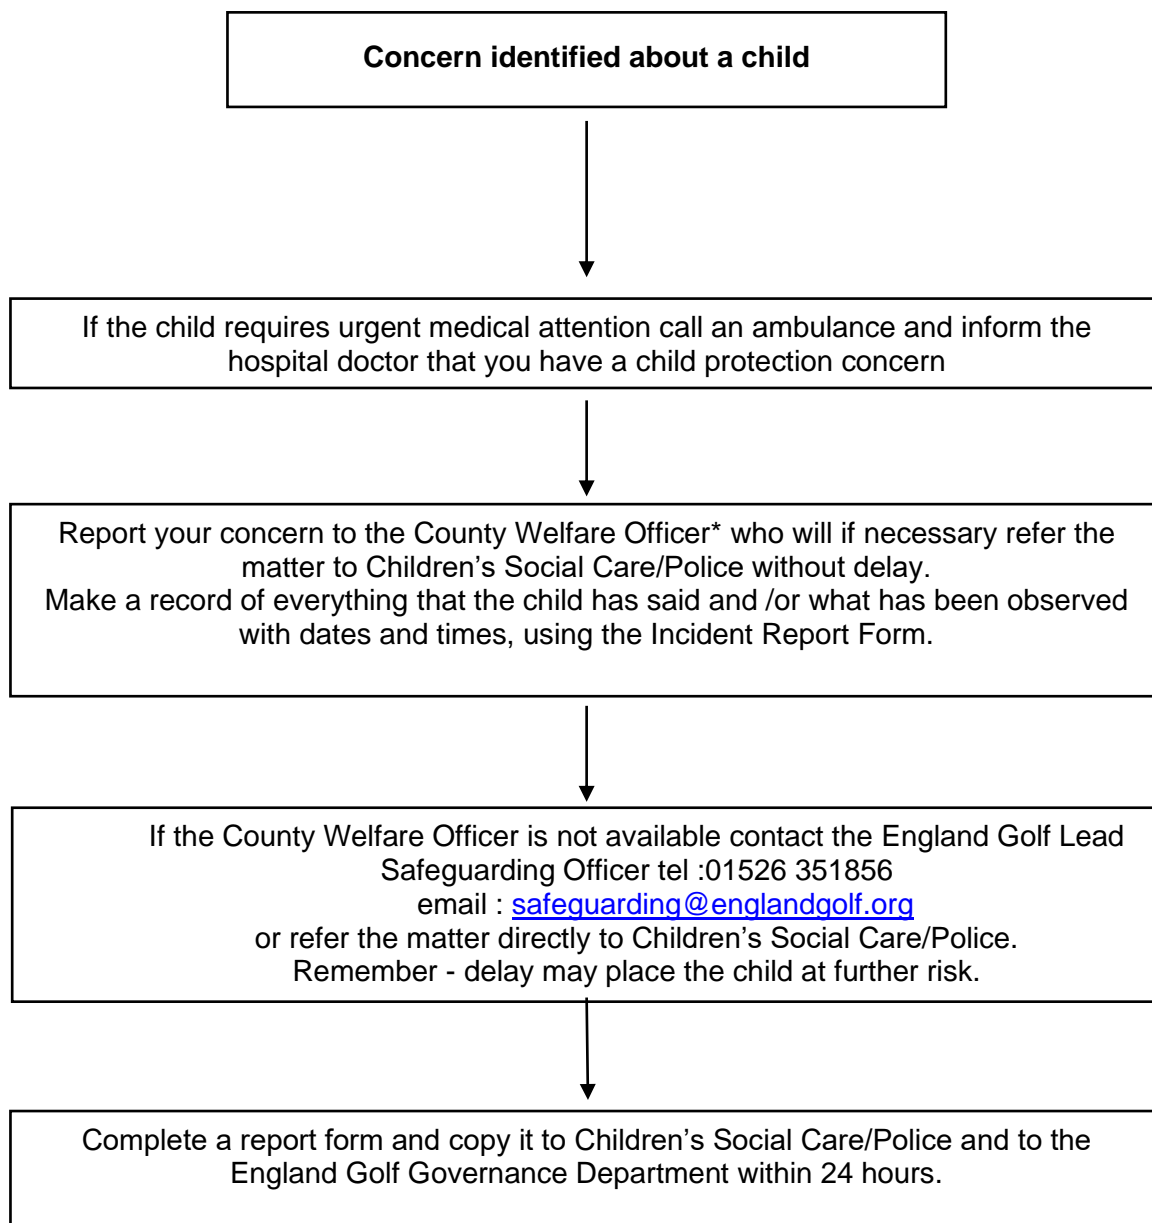 Concern identified about a child
If the child requires urgent medical attention call an ambulance and inform the
hospital doctor that you have a child protection concern
Report your concern to the County Welfare Officer* who will if necessary refer the
matter to Children’s Social Care/Police without delay.
Make a record of everything that the child has said and /or what has been observed
with dates and times, using the Incident Report Form.
If the County Welfare Officer is not available contact the England Golf Lead
Safeguarding Officer tel :01526 351856
email : safeguarding@englandgolf.org
or refer the matter directly to Children’s Social Care/Police.
Remember - delay may place the child at further risk.
Complete a report form and copy it to Children’s Social Care/Police and to the
England Golf Governance Department within 24 hours.